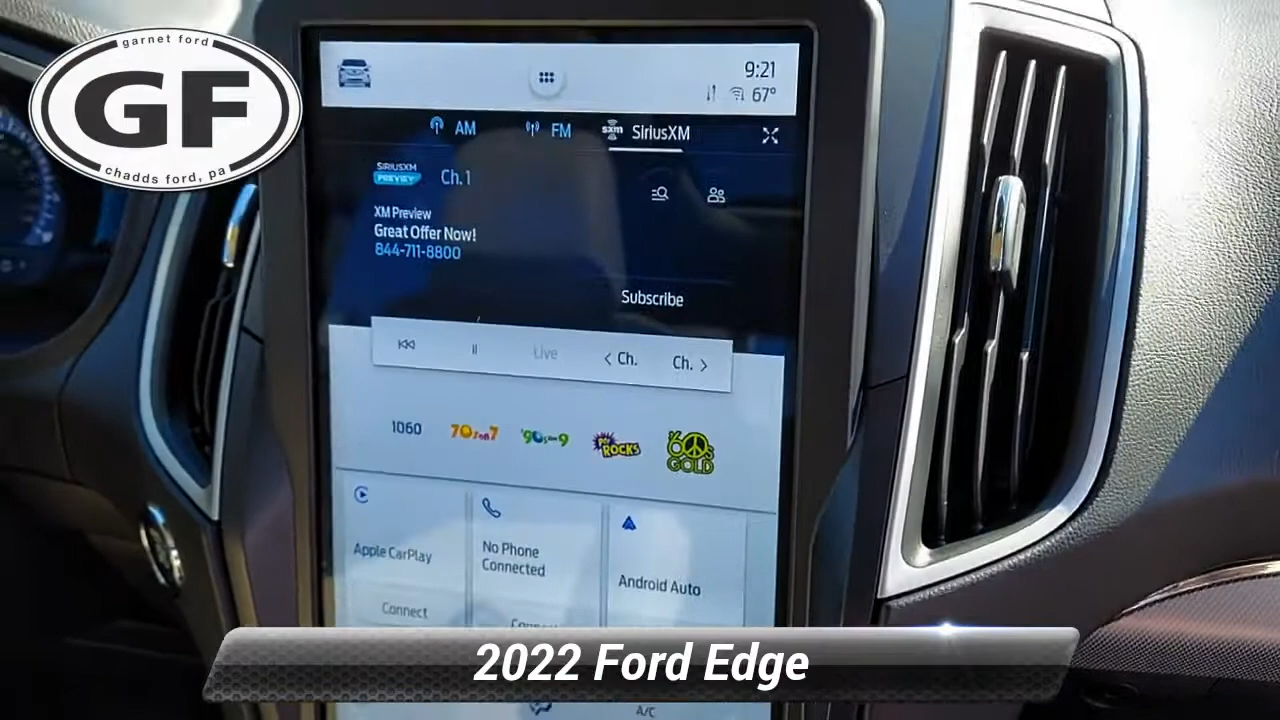 garnet ford
GF
chadds ford, pa
9:21
67°
AM
FM
sxm
SiriusXM
SIRIUSXM
PREVIEW
Ch. 1
XM Preview
Great Offer Now!
844-711-8800
Subscribe
Live
< Ch.
Ch. >
1060
70s on 7
'90s on 9
ROCKS
'60s
GOLD
Apple CarPlay
No Phone
Connected
Android Auto
Connect
2022 Ford Edge
A/C